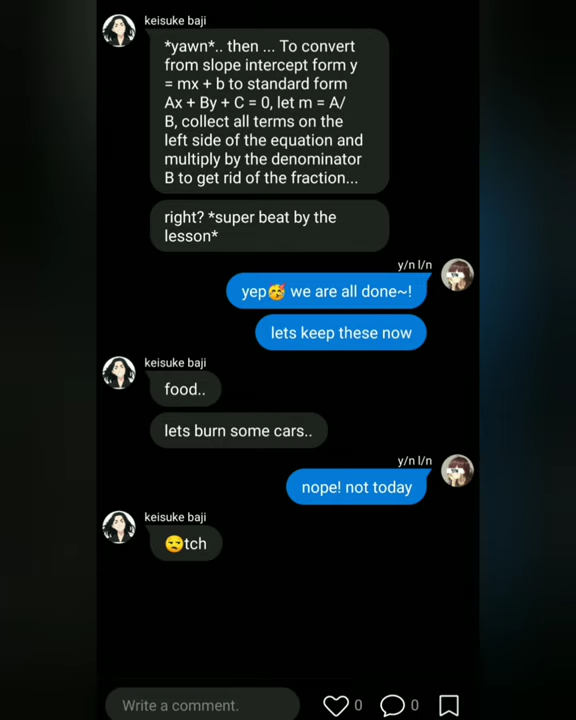 keisuke baji
*yawn*.. then ... To convert
from slope intercept form y
= mx + b to standard form
Ax + By + C = 0, let m = A/
B, collect all terms on the
left side of the equation and
multiply by the denominator
B to get rid of the fraction...
right? *super beat by the
lesson*
y/n l/n
yep🥳 we are all done~!
lets keep these now
keisuke baji
food..
lets burn some cars..
y/n l/n
nope! not today
keisuke baji
😒tch
Write a comment.
0
0